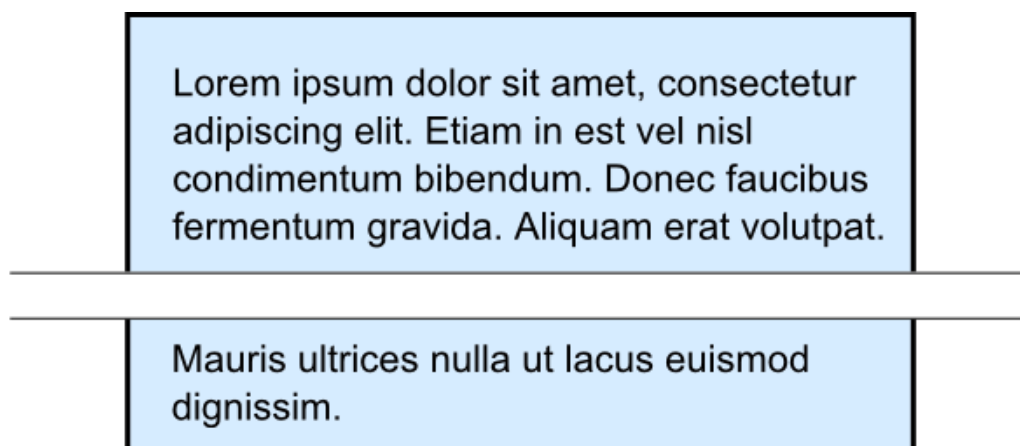 Lorem ipsum dolor sit amet, consectetur
adipiscing elit. Etiam in est vel nisl
condimentum bibendum. Donec faucibus
fermentum gravida. Aliquam erat volutpat.
Mauris ultrices nulla ut lacus euismod
dignissim.